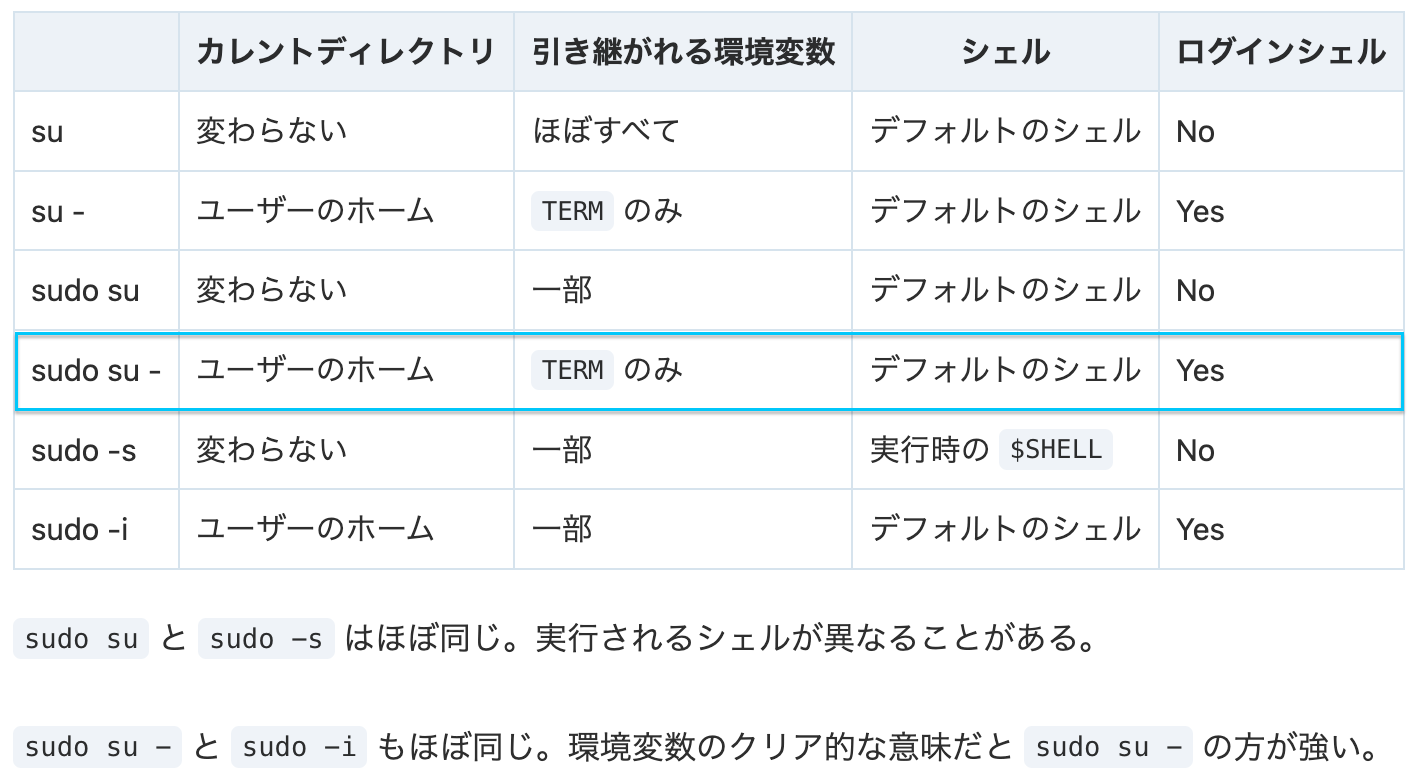 カレントディレクトリ 引き継がれる環境変数 シェル ログインシェル
su 変わらない ほぼすべて デフォルトのシェル No
su - ユーザーのホーム TERM のみ デフォルトのシェル Yes
sudo su 変わらない 一部 デフォルトのシェル No
sudo su - ユーザーのホーム TERM のみ デフォルトのシェル Yes
sudo -s 変わらない 一部 実行時の $SHELL No
sudo -i ユーザーのホーム 一部 デフォルトのシェル Yes
sudo su と sudo -s はほぼ同じ。実行されるシェルが異なることがある。
sudo su - と sudo -i もほぼ同じ。環境変数のクリア的な意味だと sudo su - の方が強い。